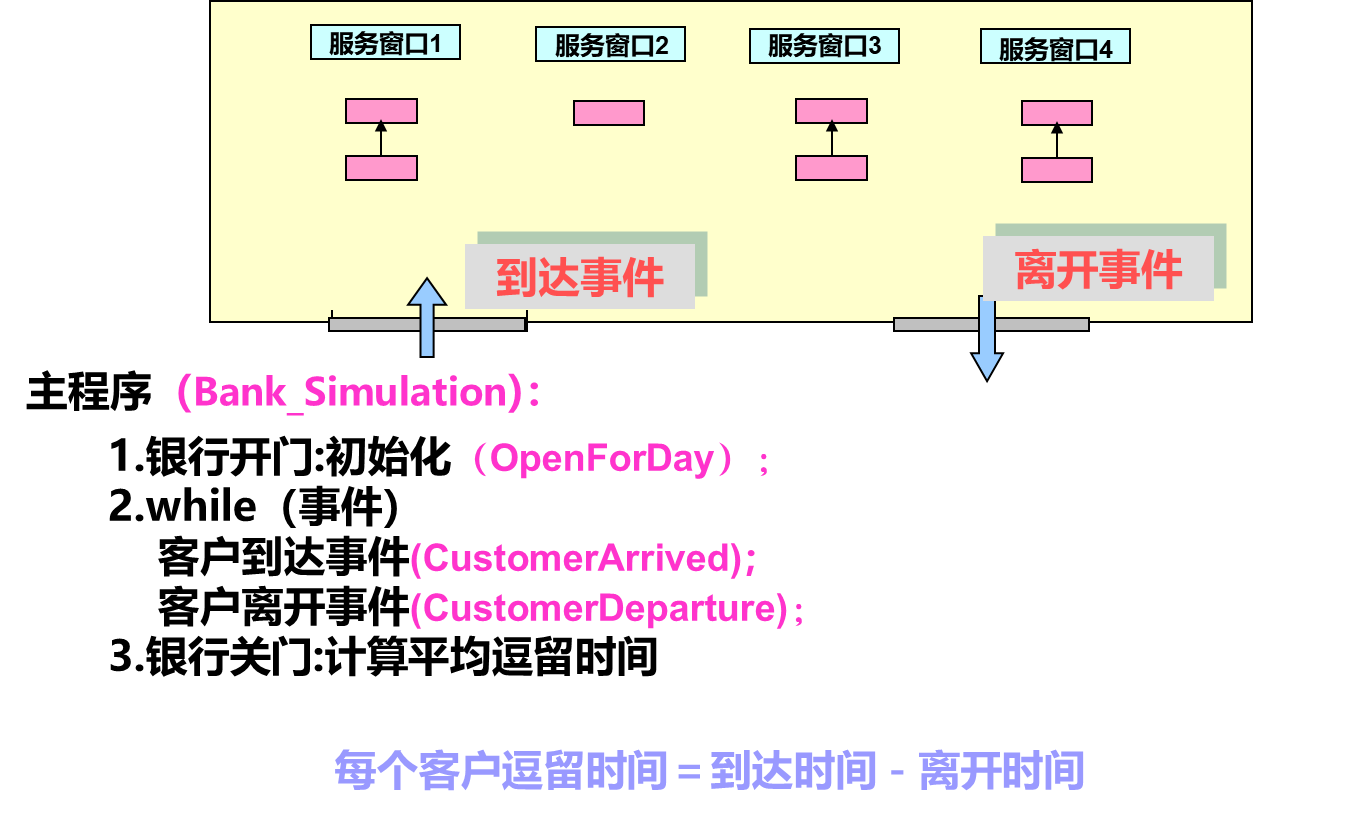 服务窗口1
服务窗口2
服务窗口3
服务窗口4
到达事件
离开事件
主程序（Bank_Simulation）：
1.银行开门:初始化（OpenForDay）；
2.while（事件）
客户到达事件(CustomerArrived)；
客户离开事件(CustomerDeparture)；
3.银行关门:计算平均逗留时间
每个客户逗留时间 = 到达时间 - 离开时间